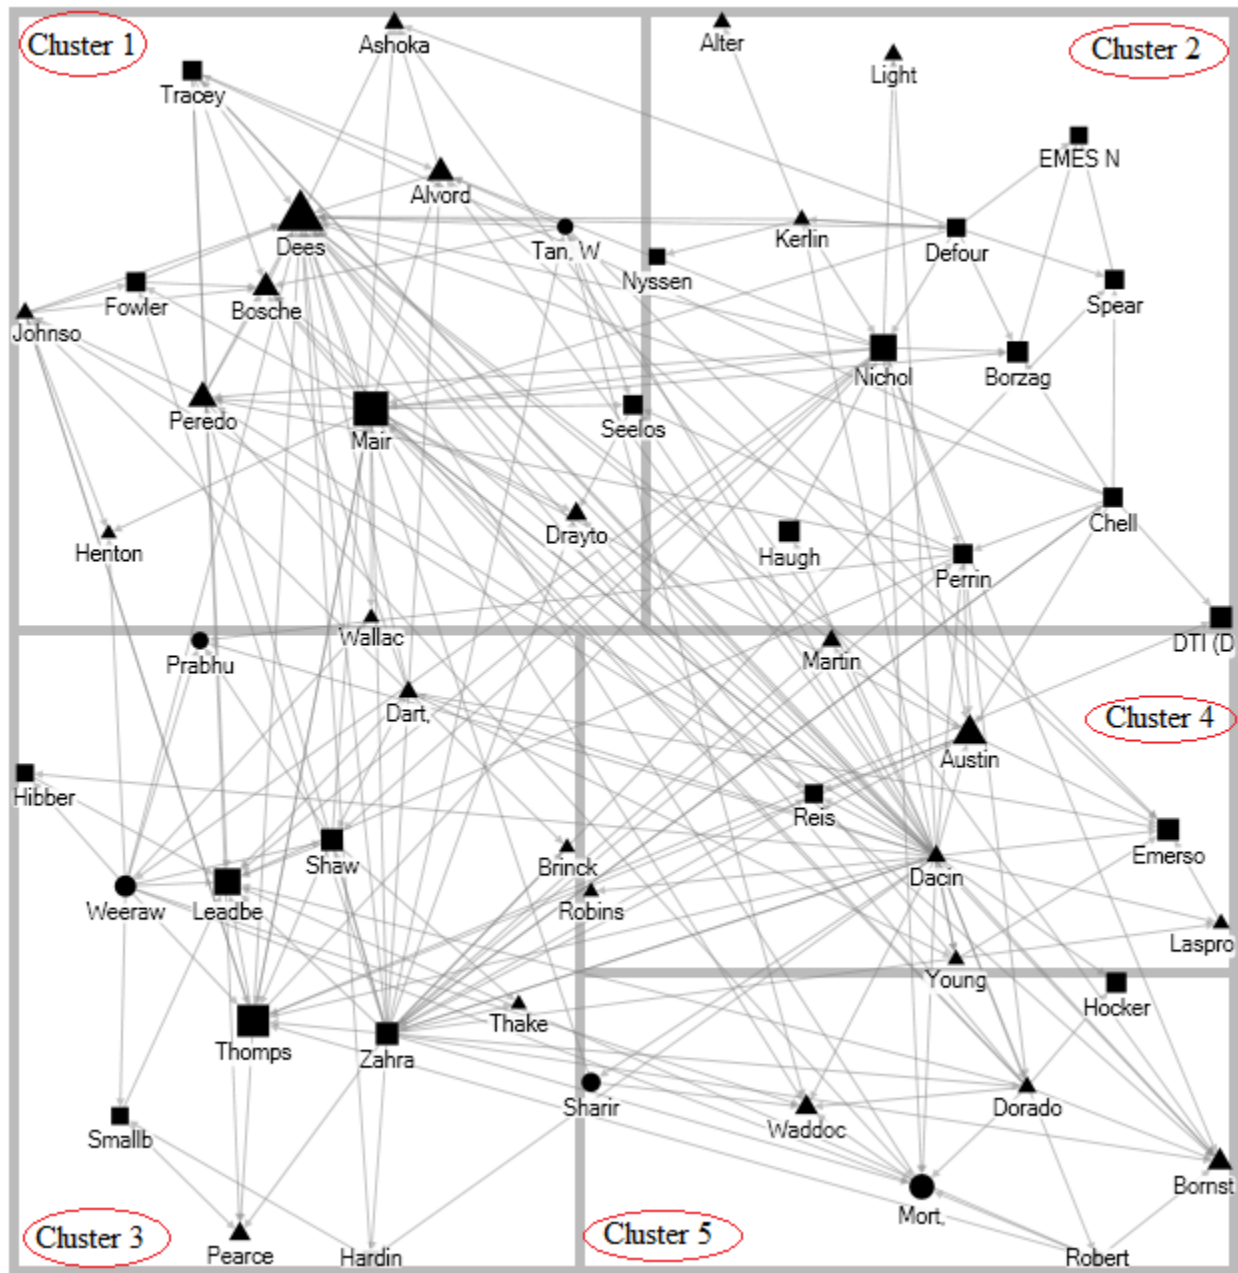 Cluster 1
Ashoka
Alter
Cluster 2
Light
Tracey
EMES N
Alvord
Kerlin
Defour
Dees
Tan, W
Nyssen
Spear
Fowler
Bosche
Johnso
Nichol
Borzag
Peredo
Mair
Seelos
Chell
Drayto
Henton
Haugh
Perrin
Wallac
Prabhu
Martin
DTI (D
Dart,
Cluster 4
Austin
Hibber
Reis
Shaw
Brinck
Emerso
Weeraw
Leadbe
Robins
Dacin
Laspro
Young
Hocker
Thomps
Zahra
Thake
Sharir
Dorado
Smallb
Waddoc
Bornst
Mort,
Cluster 3
Cluster 5
Pearce
Hardin
Robert